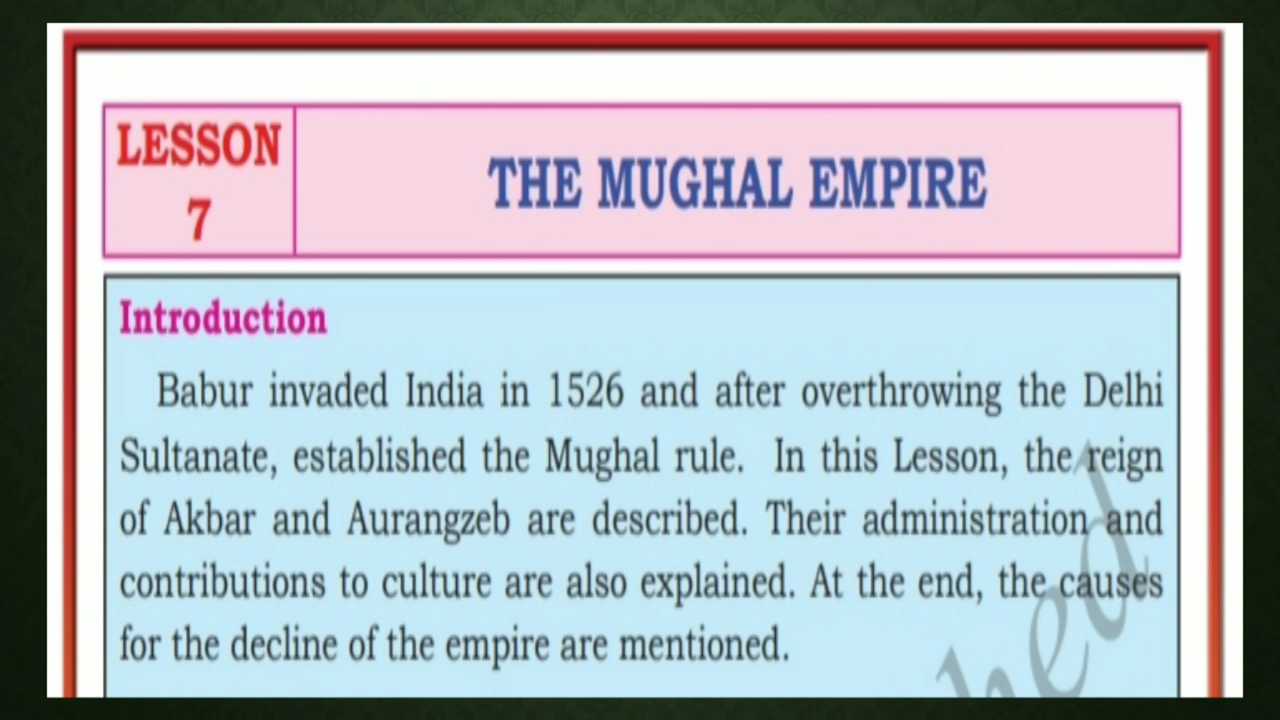 LESSON
7
THE MUGHAL EMPIRE
Introduction
Babur invaded India in 1526 and after overthrowing the Delhi
Sultanate, established the Mughal rule. In this Lesson, the reign
of Akbar and Aurangzeb are described. Their administration and
contributions to culture are also explained. At the end, the causes
for the decline of the empire are mentioned.
hed